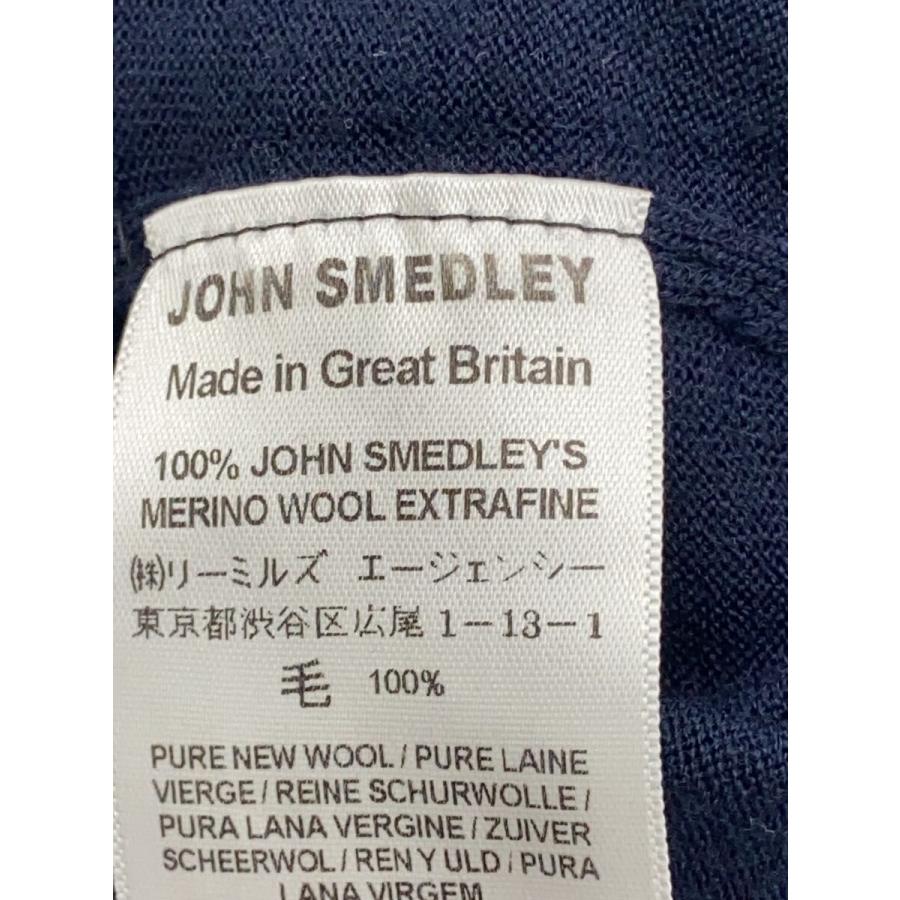 JOHN SMEDLEY
Made in Great Britain
100% JOHN SMEDLEY'S
MERINO WOOL EXTRAFINE
㈱リーミルズ エージェンシー
東京都渋谷区広尾1-13-1
毛 100%
PURE NEW WOOL / PURE LAINE
VIERGE / REINE SCHURWOLLE /
PURA LANA VERGINE / ZUIVER
SCHEERWOL / REN Y ULD / PURA
LANA VIRGEM